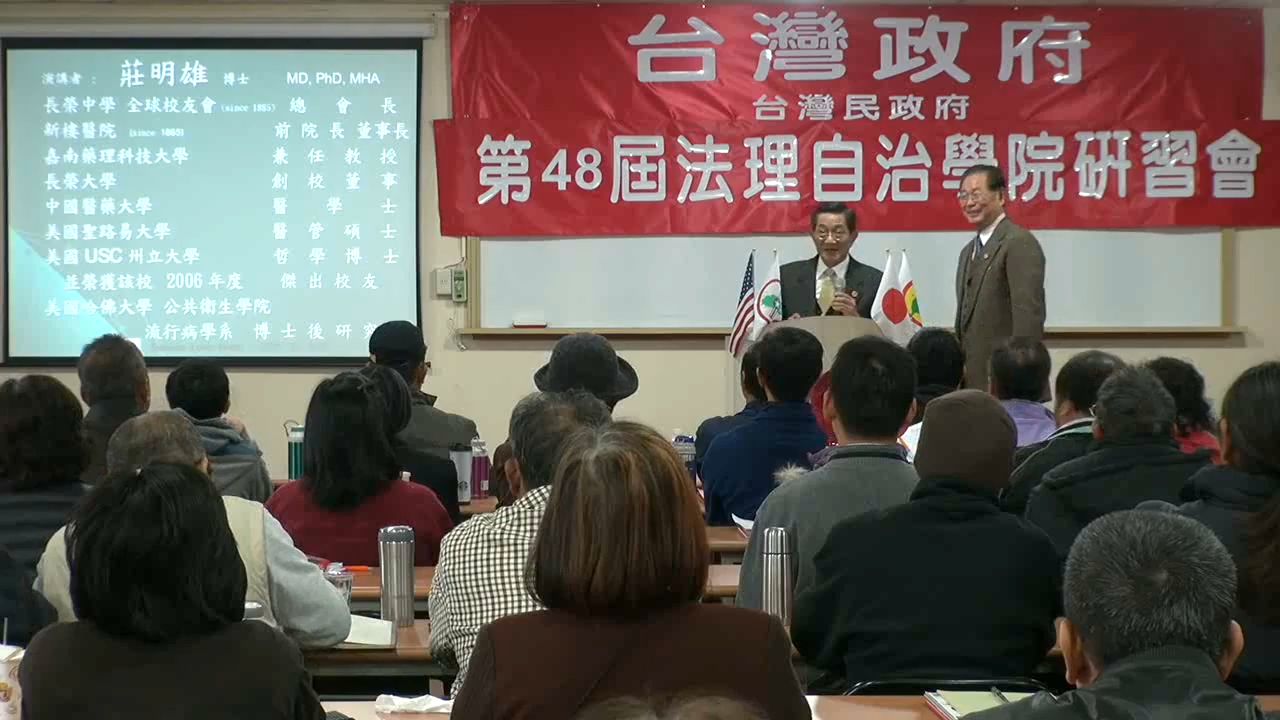 台灣政府
台灣民政府
第48屆法理自治學院研習會
演講者 : 莊明雄 博士 MD, PhD, MHA
長榮中學 全球校友會 (since 1885) 總會長
新樓醫院 (since 1865) 前院長 董事長
嘉南藥理科技大學 兼任教授
長榮大學 創校董事
中國醫藥大學 醫學士
美國聖路易大學 醫管碩士
美國 USC 州立大學 哲學博士
並榮獲該校 2006 年度 傑出校友
美國哈佛大學 公共衛生學院
流行病學系 博士後研究